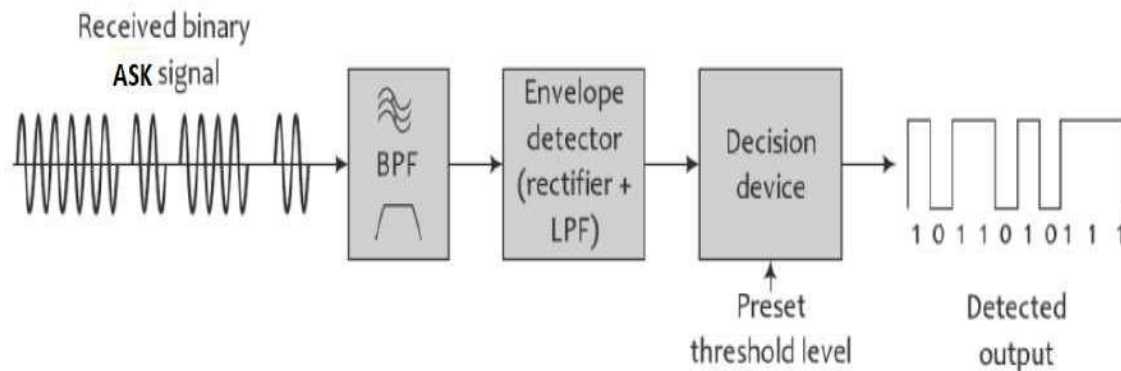 Received binary
ASK signal
BPF
Envelope
detector
(rectifier +
LPF)
Decision
device
Preset
threshold level
1 0 1 1 0 1 0 1 1 1
Detected
output